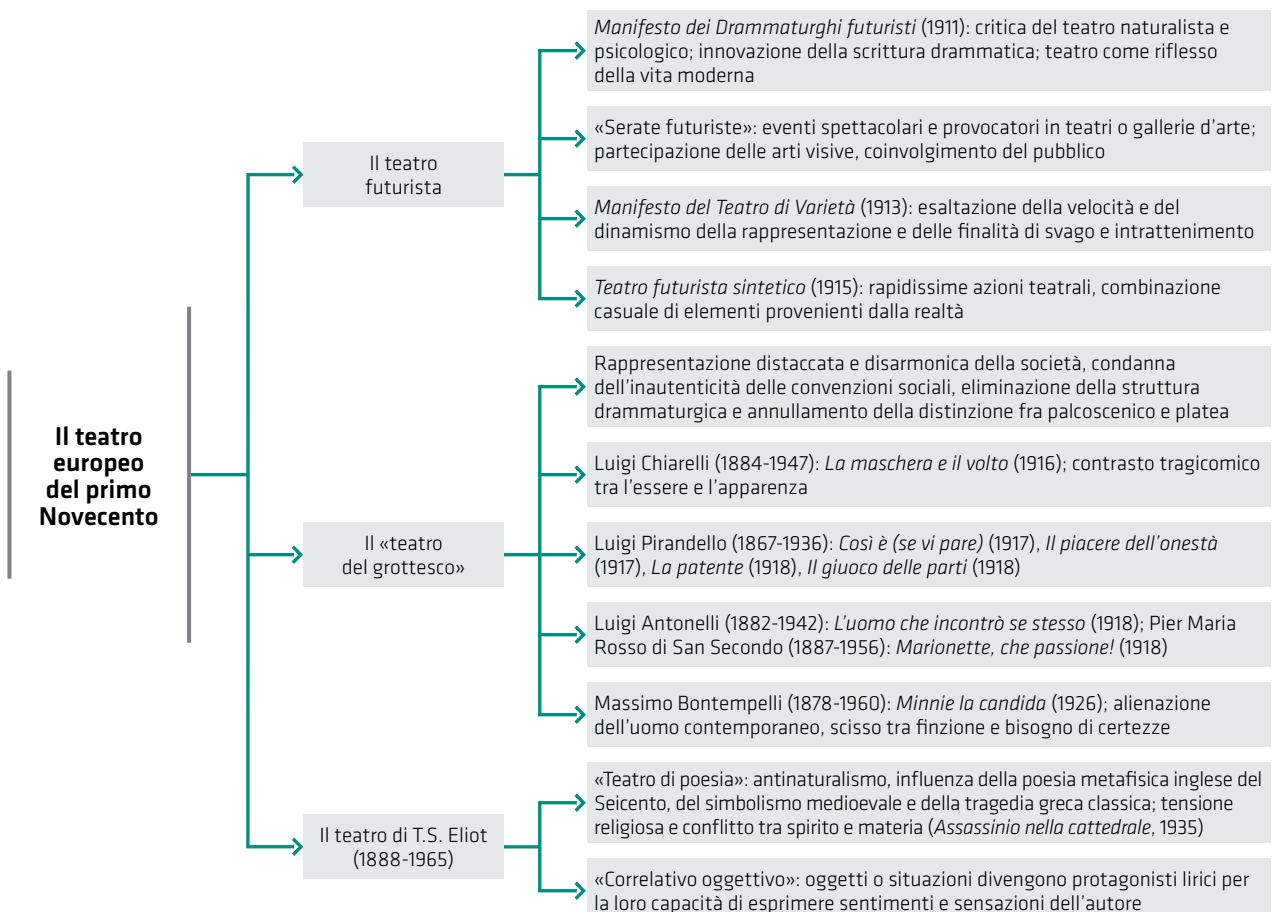 Il teatro
europeo
del primo
Novecento
Il teatro
futurista
Manifesto dei Drammaturghi futuristi (1911): critica del teatro naturalista e
psicologico; innovazione della scrittura drammatica; teatro come riflesso
della vita moderna
«Serate futuriste»: eventi spettacolari e provocatori in teatri o gallerie d'arte;
partecipazione delle arti visive, coinvolgimento del pubblico
Manifesto del Teatro di Varietà (1913): esaltazione della velocità e del
dinamismo della rappresentazione e delle finalità di svago e intrattenimento
Teatro futurista sintetico (1915): rapidissime azioni teatrali, combinazione
casuale di elementi provenienti dalla realtà
Il «teatro
del grottesco»
Rappresentazione distaccata e disarmonica della società, condanna
dell'inautenticità delle convenzioni sociali, eliminazione della struttura
drammaturgica e annullamento della distinzione fra palcoscenico e platea
Luigi Chiarelli (1884-1947): La maschera e il volto (1916); contrasto tragicomico
tra l'essere e l'apparenza
Luigi Pirandello (1867-1936): Così è (se vi pare) (1917), Il piacere dell'onestà
(1917), La patente (1918), Il giuoco delle parti (1918)
Luigi Antonelli (1882-1942): L'uomo che incontrò se stesso (1918); Pier Maria
Rosso di San Secondo (1887-1956): Marionette, che passione! (1918)
Massimo Bontempelli (1878-1960): Minnie la candida (1926); alienazione
dell'uomo contemporaneo, scisso tra finzione e bisogno di certezze
Il teatro di T.S. Eliot
(1888-1965)
«Teatro di poesia»: antinaturalismo, influenza della poesia metafisica inglese del
Seicento, del simbolismo medioevale e della tragedia greca classica; tensione
religiosa e conflitto tra spirito e materia (Assassinio nella cattedrale, 1935)
«Correlativo oggettivo»: oggetti o situazioni divengono protagonisti lirici per
la loro capacità di esprimere sentimenti e sensazioni dell'autore